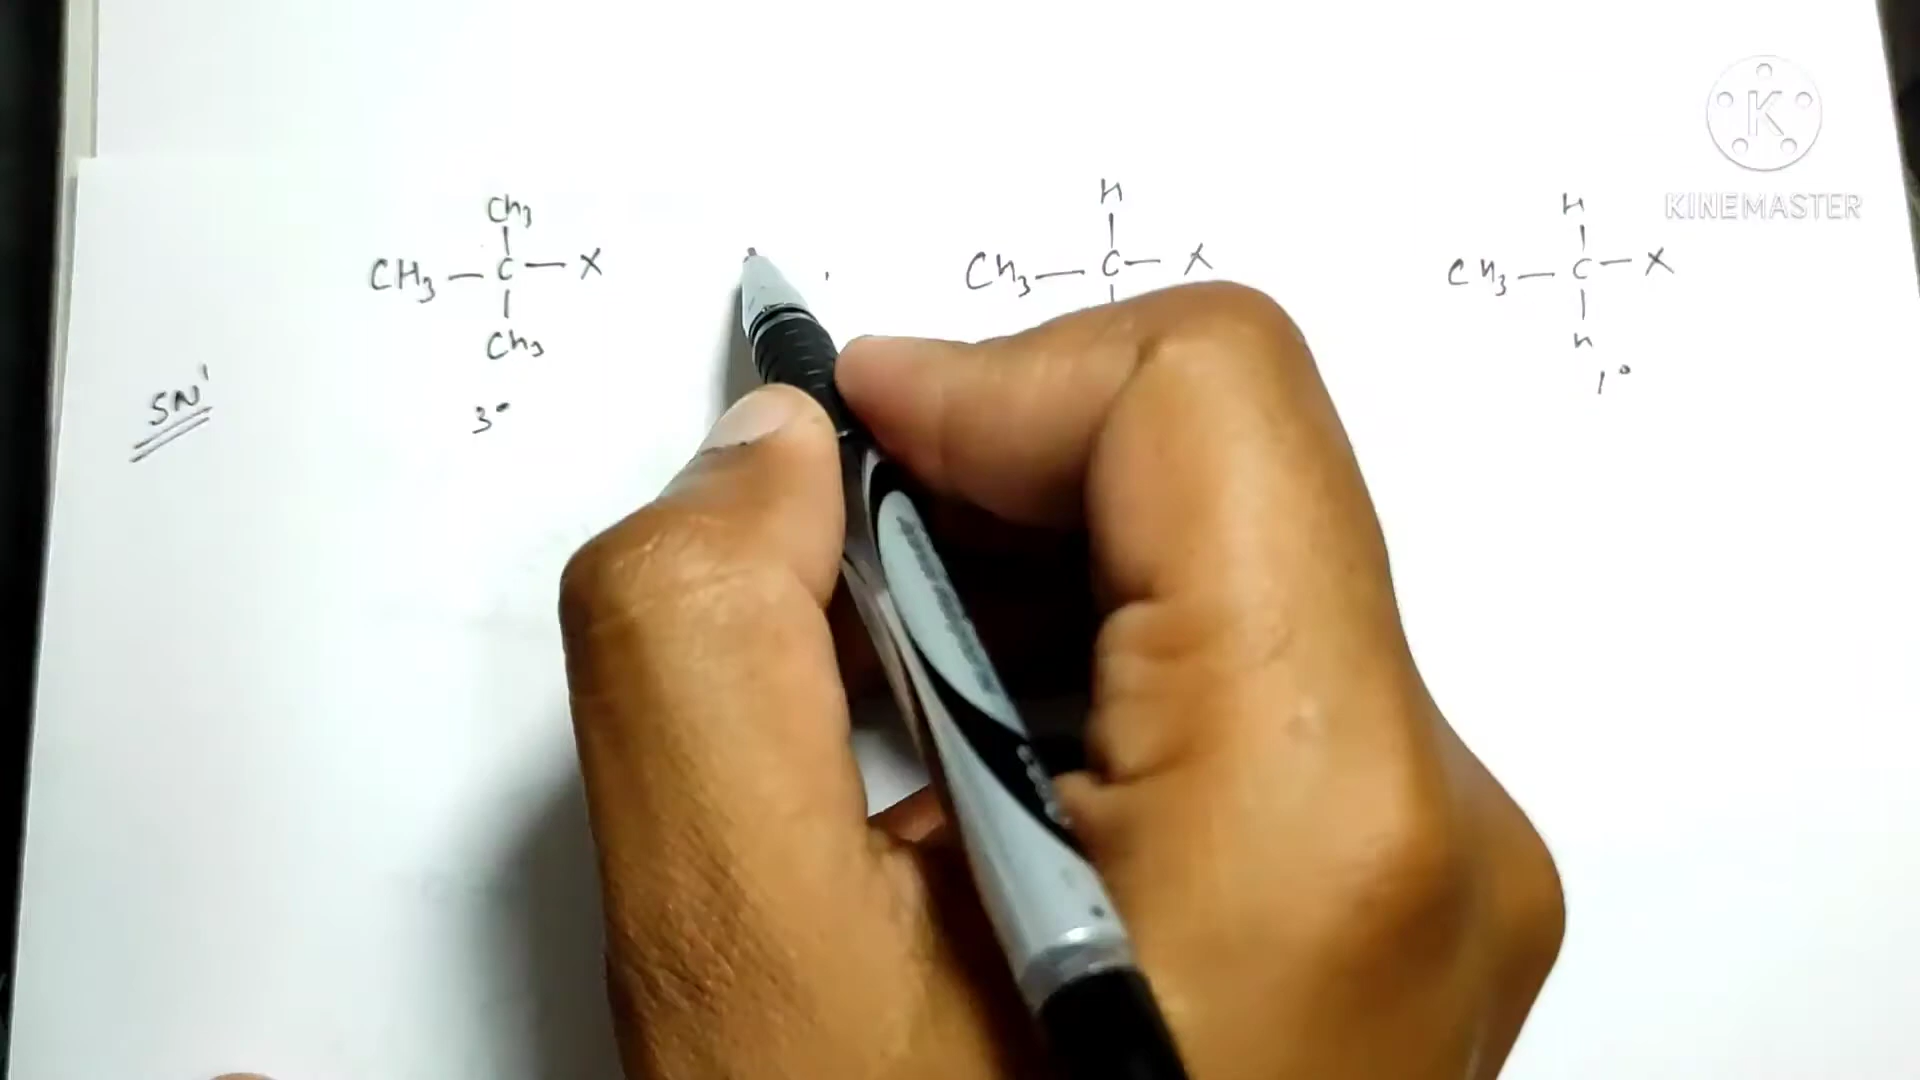 CH3
CH3 — C — X
CH3
3°
H
CH3 — C — X
H
CH3 — C — X
H
1°
SN1
K
KINEMASTER